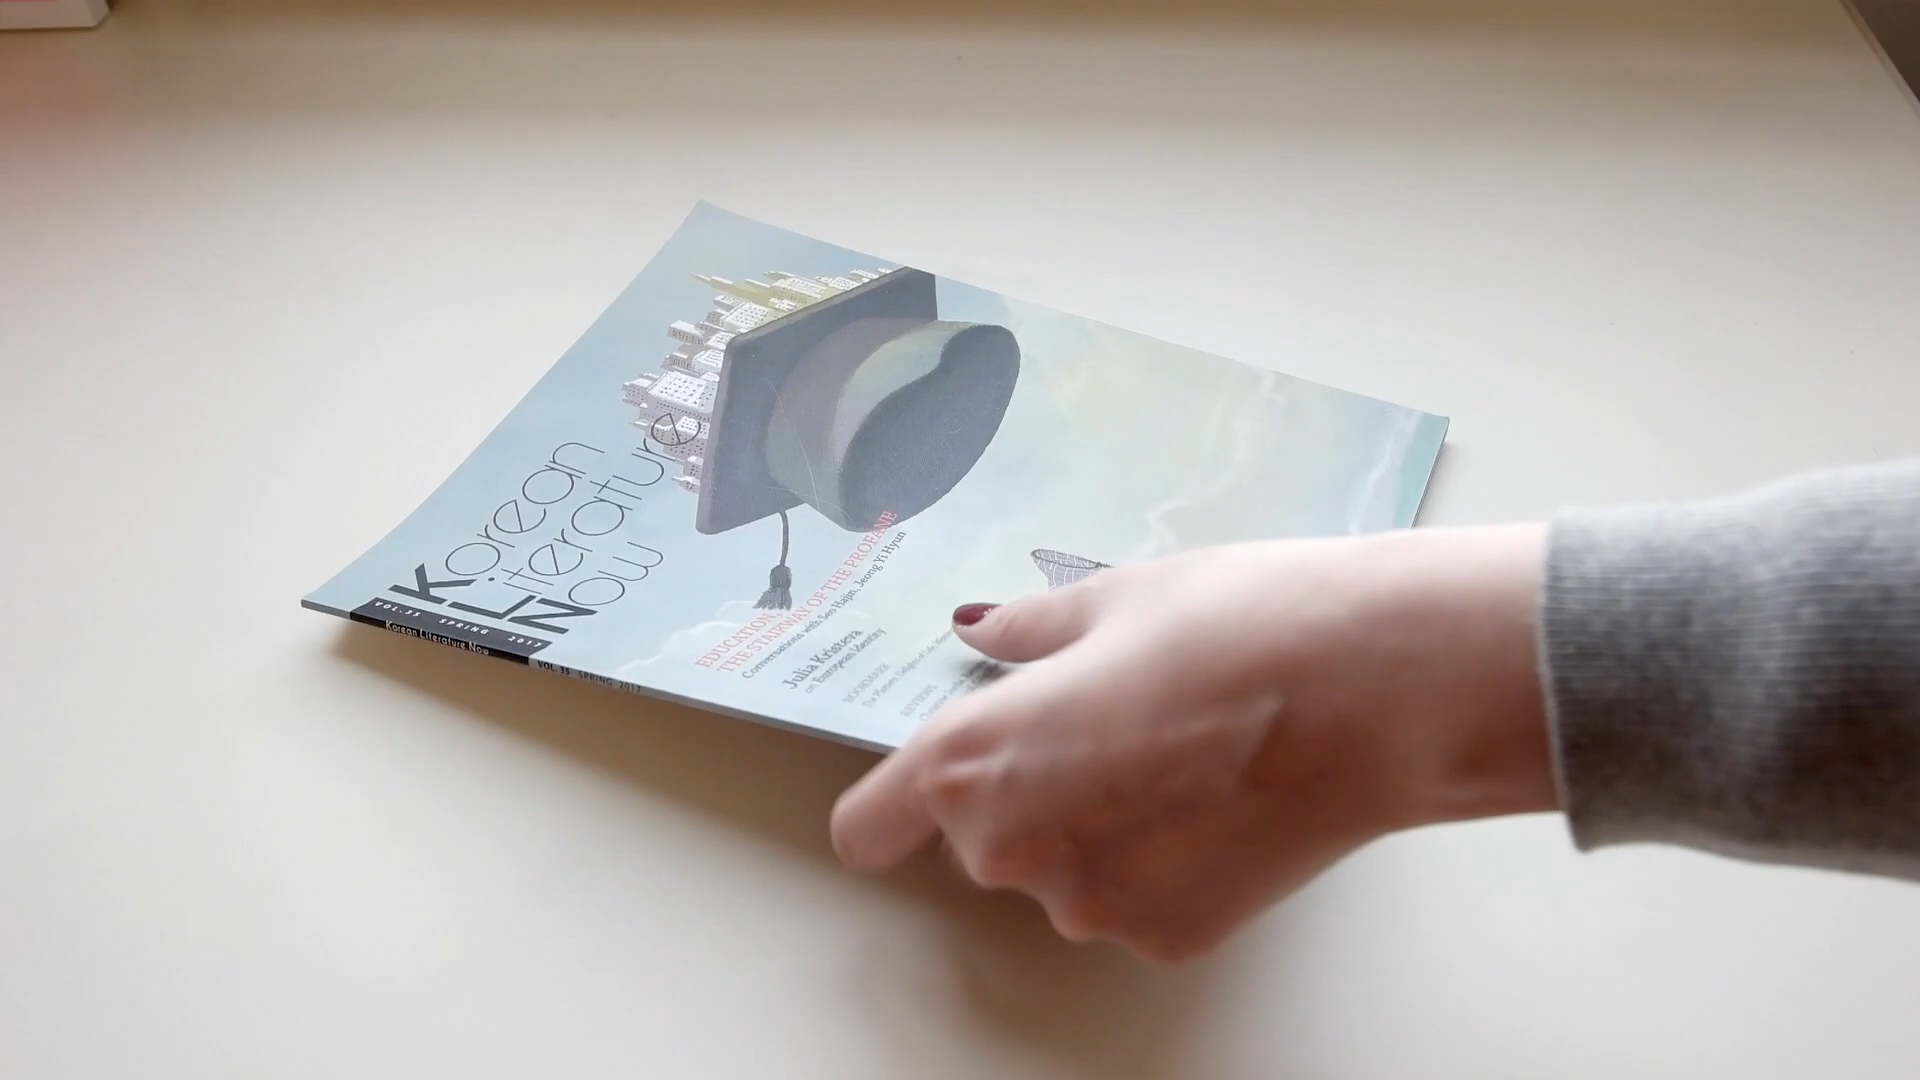 Korean
Literature
Now
VOL. 35 SPRING 2017
Korean Literature Now VOL. 35 SPRING 2017
EDUCATION,
THE STAIRWAY OF THE PROFANE
Conversations with Seo Hajin, Jeong Yi Hyun
Julia Kristeva
on European Identity
BOOKMARK
REVIEWS